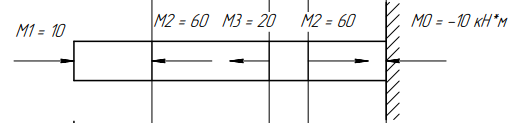 M1 = 10
M2 = 60
M3 = 20
M2 = 60
M0 = -10 кН*м